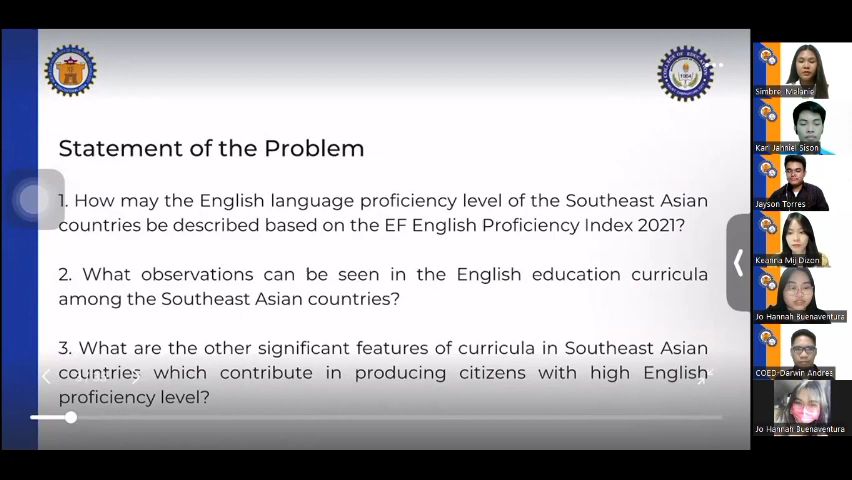 Statement of the Problem
1. How may the English language proficiency level of the Southeast Asian
countries be described based on the EF English Proficiency Index 2021?
2. What observations can be seen in the English education curricula
among the Southeast Asian countries?
3. What are the other significant features of curricula in Southeast Asian
countries which contribute in producing citizens with high English
proficiency level?
Simbre, Melanie
Karl Jahniel Sison
Jayson Torres
Keanna Mij Dizon
Jo Hannah Buenaventura
COED-Darwin Andres
Jo Hannah Buenaventura